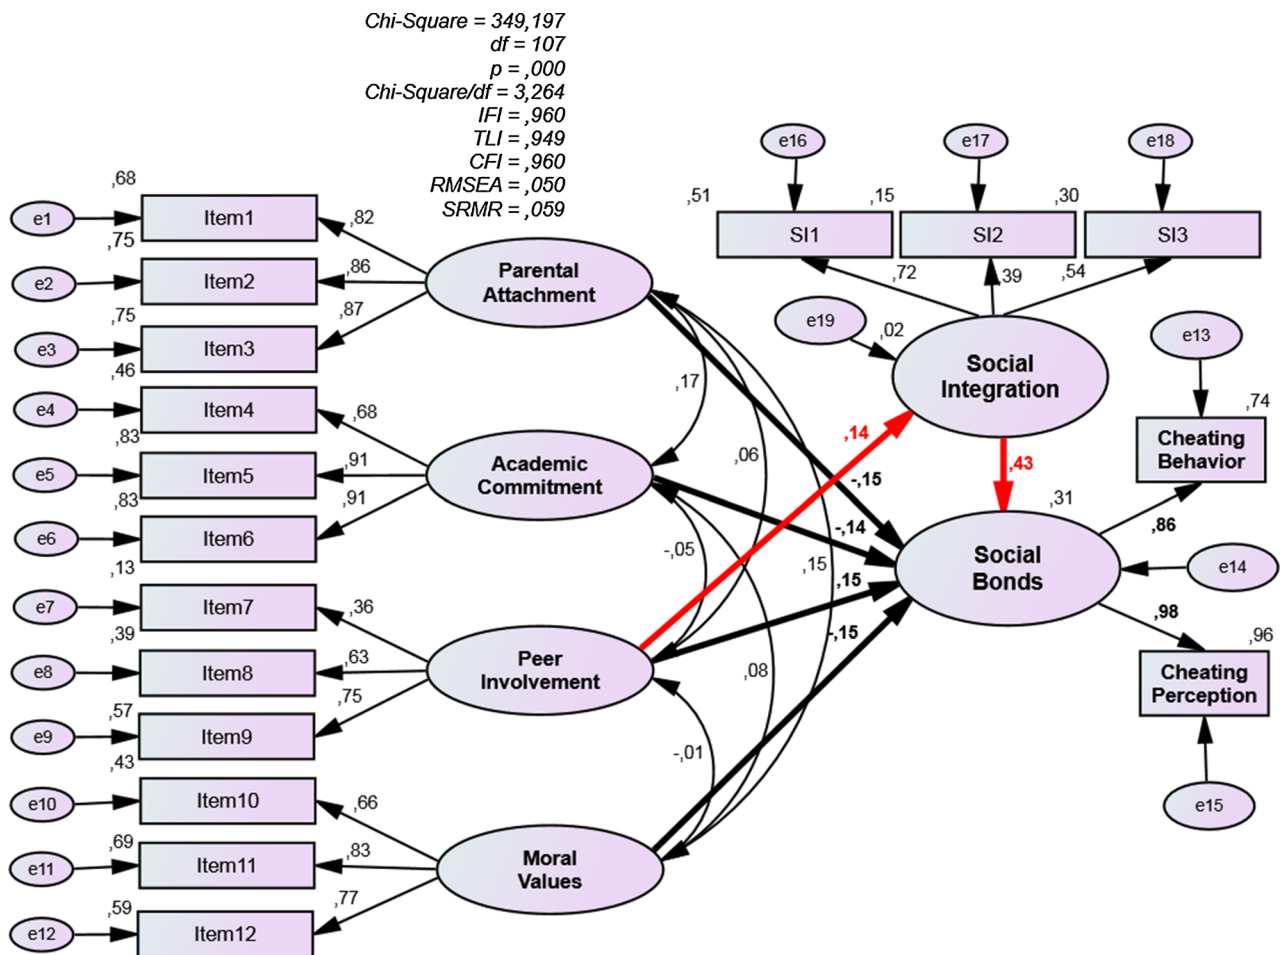 Chi-Square = 349,197
df = 107
p = ,000
Chi-Square/df = 3,264
IFI = ,960
TLI = ,949
CFI = ,960
RMSEA = ,050
SRMR = ,059
e16
e17
e18
,51
,15
,30
SI1
SI2
SI3
,72
,39
,54
e19
,02
Social
Integration
e13
,74
Cheating
Behavior
,68
e1
Item1
,82
,75
e2
Item2
,86
Parental
Attachment
,75
e3
Item3
,87
,46
e4
Item4
,68
,83
e5
Item5
,91
Academic
Commitment
,83
e6
Item6
,91
,13
e7
Item7
,36
,39
e8
Item8
,63
Peer
Involvement
,57
e9
Item9
,75
,43
e10
Item10
,66
,69
e11
Item11
,83
Moral
Values
,59
e12
Item12
,77
,17
,06
-,05
,15
,08
-,01
,14
,43
-,15
-,14
,15
-,15
,31
Social
Bonds
,86
e14
,98
,96
Cheating
Perception
e15